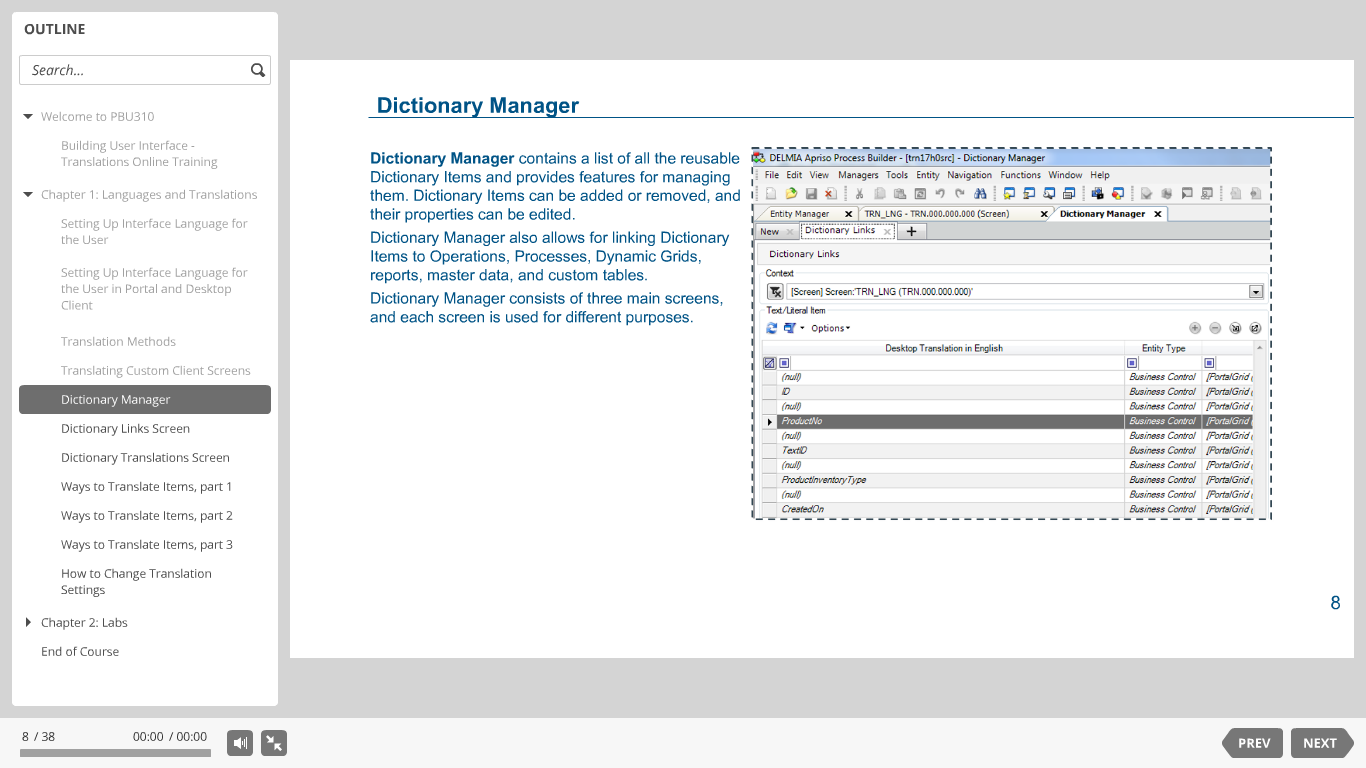 OUTLINE
Search...
Welcome to PBU310
Building User Interface -
Translations Online Training
Chapter 1: Languages and Translations
Setting Up Interface Language for
the User
Setting Up Interface Language for
the User in Portal and Desktop
Client
Translation Methods
Translating Custom Client Screens
Dictionary Manager
Dictionary Links Screen
Dictionary Translations Screen
Ways to Translate Items, part 1
Ways to Translate Items, part 2
Ways to Translate Items, part 3
How to Change Translation
Settings
Chapter 2: Labs
End of Course
Dictionary Manager
Dictionary Manager contains a list of all the reusable
Dictionary Items and provides features for managing
them. Dictionary Items can be added or removed, and
their properties can be edited.
Dictionary Manager also allows for linking Dictionary
Items to Operations, Processes, Dynamic Grids,
reports, master data, and custom tables.
Dictionary Manager consists of three main screens,
and each screen is used for different purposes.
DELMIA Apriso Process Builder - [trn17h0src] - Dictionary Manager
File Edit View Managers Tools Entity Navigation Functions Window Help
Entity Manager TRN_LNG - TRN.000.000.000 (Screen) Dictionary Manager
New Dictionary Links
Dictionary Links
Context
[Screen] Screen:'TRN_LNG (TRN.000.000.000)'
Text/Literal Item
Options
Desktop Translation in English Entity Type
(null) Business Control [PortalGrid (
ID Business Control [PortalGrid (
(null) Business Control [PortalGrid (
ProductNo Business Control [PortalGrid (
(null) Business Control [PortalGrid (
TextID Business Control [PortalGrid (
(null) Business Control [PortalGrid (
ProductInventoryType Business Control [PortalGrid (
(null) Business Control [PortalGrid (
CreatedOn Business Control [PortalGrid (
8
8 / 38 00:00 / 00:00
PREV NEXT